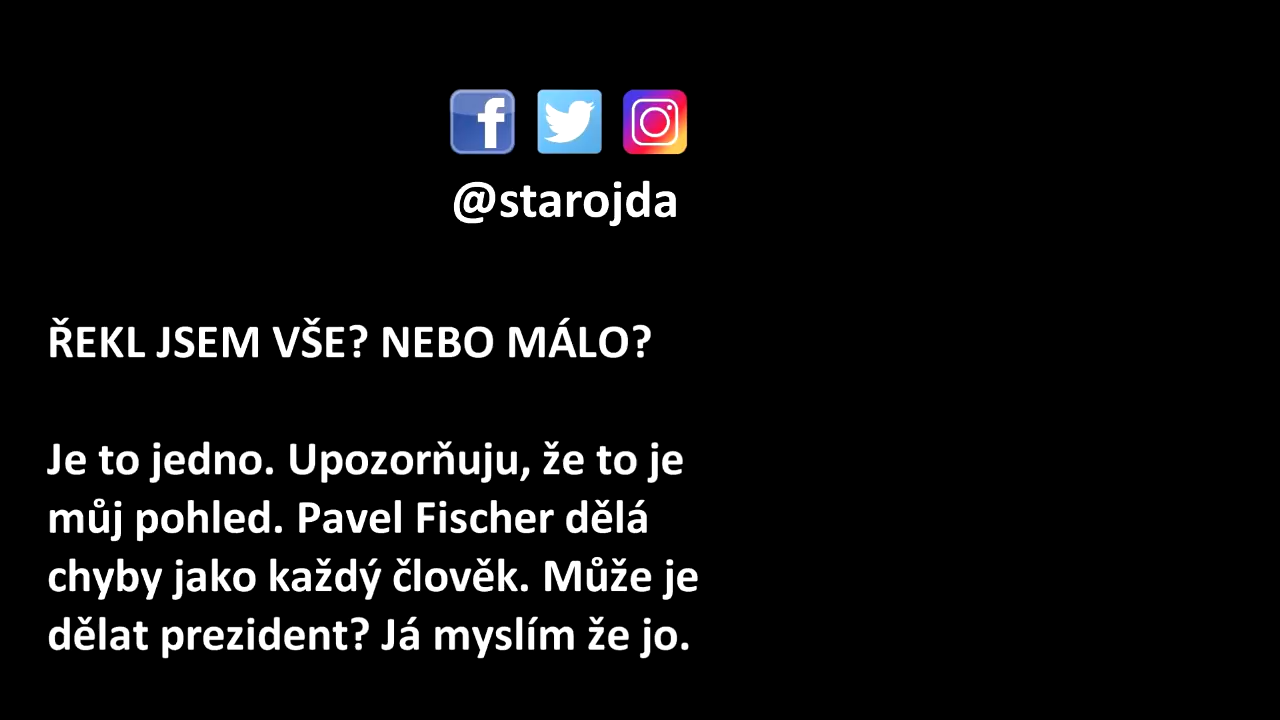 @starojda
ŘEKL JSEM VŠE? NEBO MÁLO?
Je to jedno. Upozorňuju, že to je
můj pohled. Pavel Fischer dělá
chyby jako každý člověk. Může je
dělat prezident? Já myslím že jo.